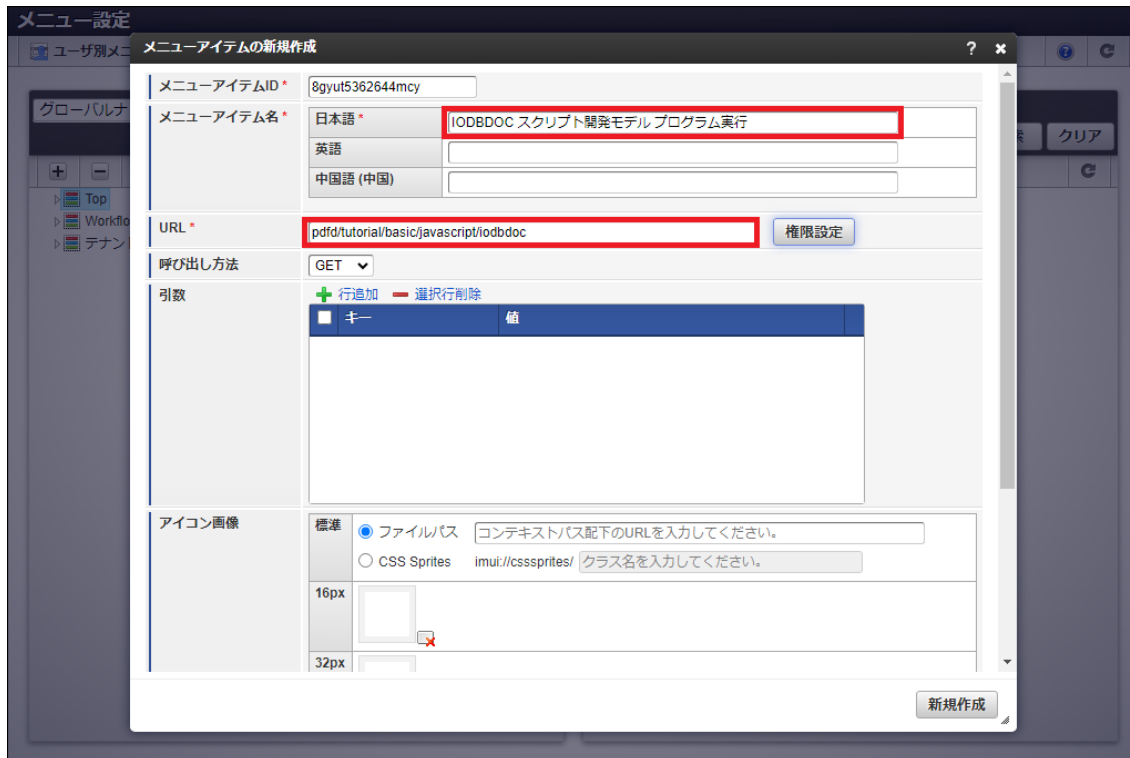 メニュー設定
ユーザ別メニ
メニューアイテムの新規作成
?
グローバルナ
クリア
Top
Workflo
テナント
メニューアイテムID *
8gyut5362644mcy
メニューアイテム名 *
日本語 *
IODBDOC スクリプト開発モデル プログラム実行
英語
中国語 (中国)
URL *
pdfd/tutorial/basic/javascript/iodbdoc
権限設定
呼び出し方法
GET
引数
行追加
選択行削除
キー
値
アイコン画像
標準
ファイルパス
コンテキストパス配下のURLを入力してください。
CSS Sprites
imui://csssprites/
クラス名を入力してください。
16px
32px
新規作成